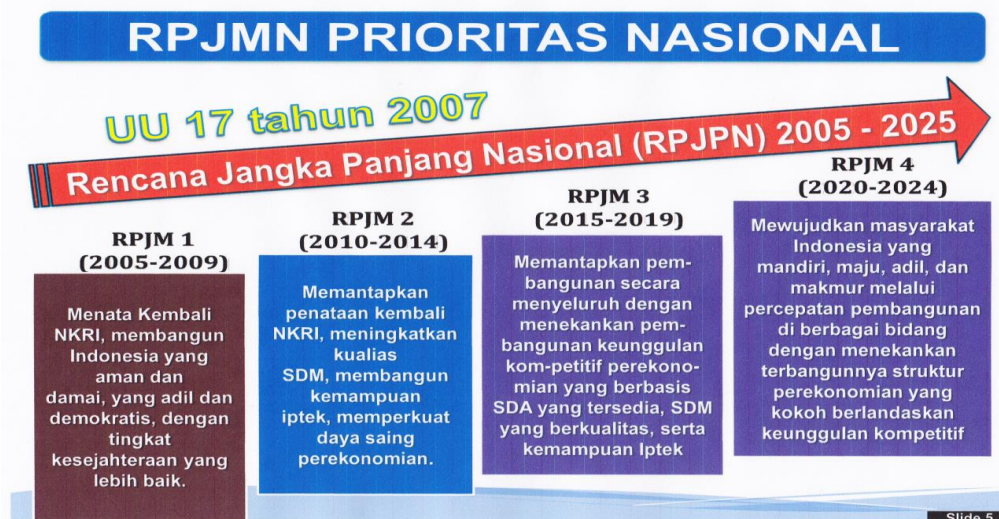 RPJMN PRIORITAS NASIONAL
UU 17 tahun 2007
Rencana Jangka Panjang Nasional (RPJPN) 2005 - 2025
RPJM 1
(2005-2009)
Menata Kembali
NKRI, membangun
Indonesia yang
aman dan
damai, yang adil dan
demokratis, dengan
tingkat
kesejahteraan yang
lebih baik.
RPJM 2
(2010-2014)
Memantapkan
penataan kembali
NKRI, meningkatkan
kualias
SDM, membangun
kemampuan
iptek, memperkuat
daya saing
perekonomian.
RPJM 3
(2015-2019)
Memantapkan pem-
bangunan secara
menyeluruh dengan
menekankan pem-
bangunan keunggulan
kom-petitif perekono-
mian yang berbasis
SDA yang tersedia, SDM
yang berkualitas, serta
kemampuan Iptek
RPJM 4
(2020-2024)
Mewujudkan masyarakat
Indonesia yang
mandiri, maju, adil, dan
makmur melalui
percepatan pembangunan
di berbagai bidang
dengan menekankan
terbangunnya struktur
perekonomian yang
kokoh berlandaskan
keunggulan kompetitif
Slide 5